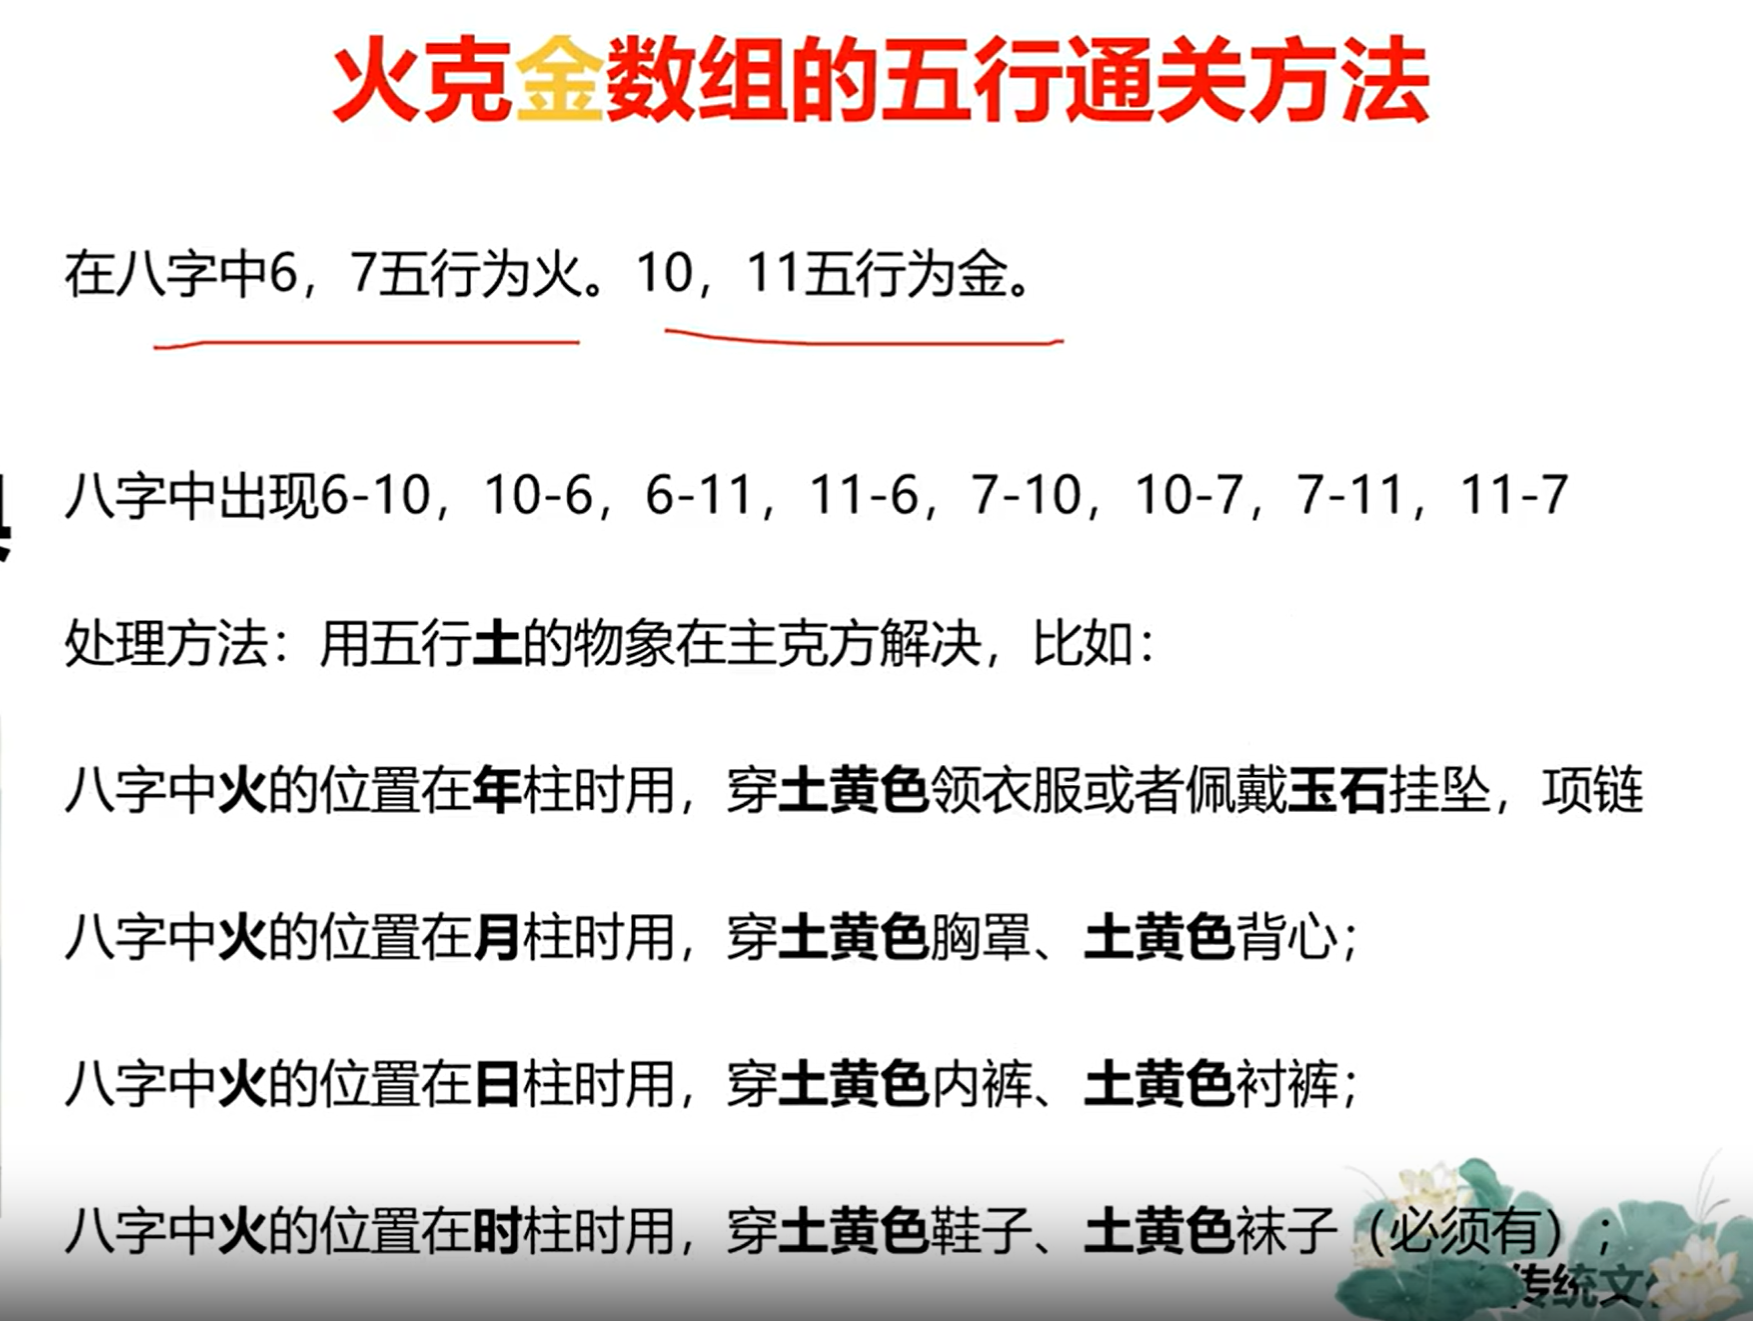 火克金数组的五行通关方法
在八字中6，7五行为火。10，11五行为金。
八字中出现6-10，10-6，6-11，11-6，7-10，10-7，7-11，11-7
处理方法：用五行土的物象在主克方解决，比如：
八字中火的位置在年柱时用，穿土黄色领衣服或者佩戴玉石挂坠，项链
八字中火的位置在月柱时用，穿土黄色胸罩、土黄色背心；
八字中火的位置在日柱时用，穿土黄色内裤、土黄色衬裤；
八字中火的位置在时柱时用，穿土黄色鞋子、土黄色袜子（必须有）；
传统文